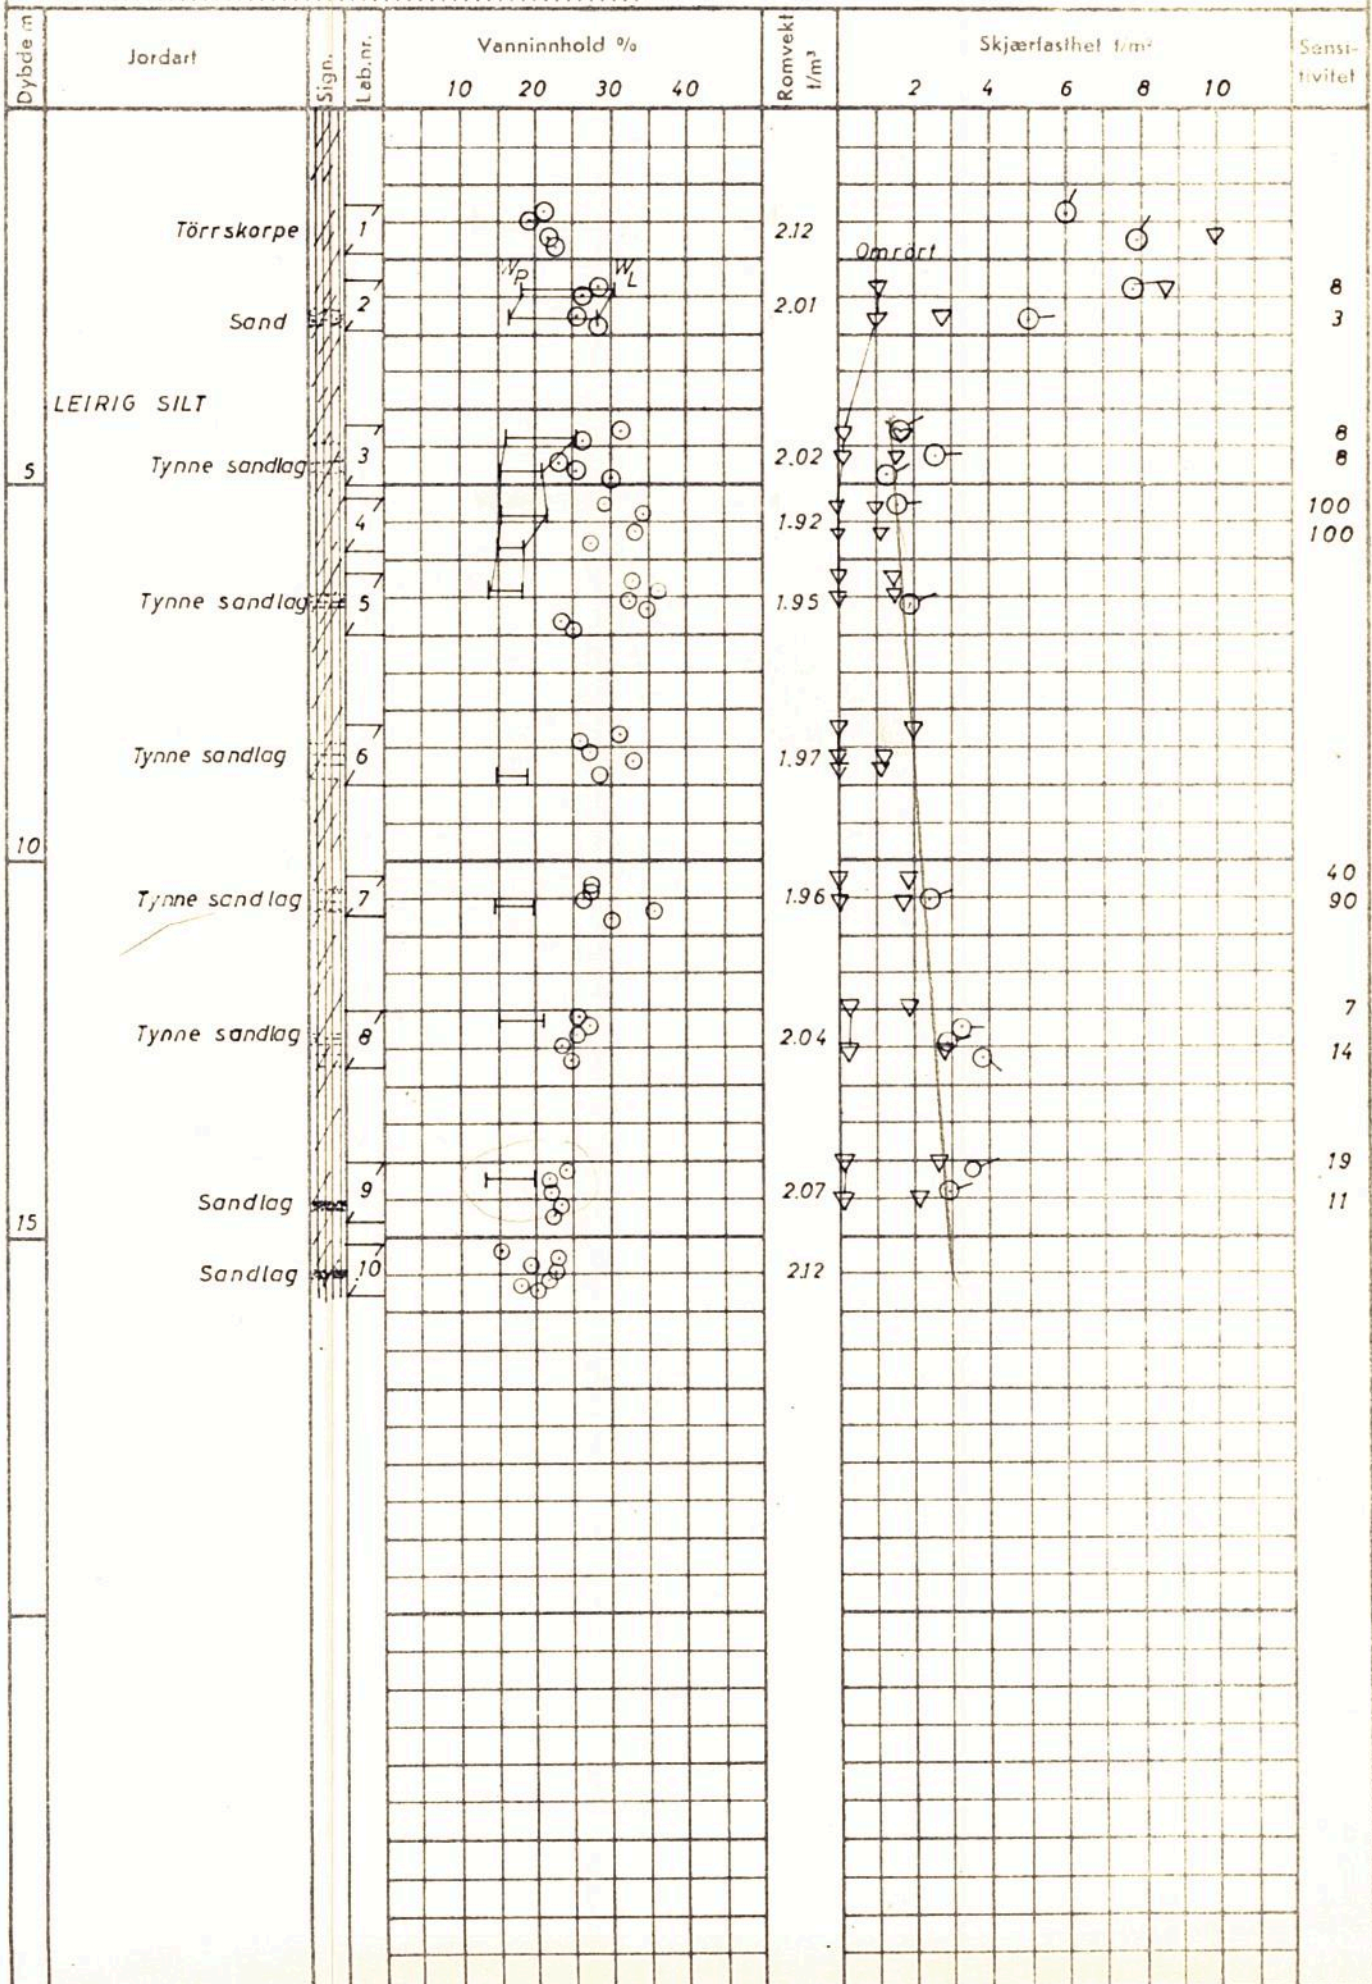 Dybde m
Jordart
Sign.
Lab.nr.
Vanninnhold %
10 20 30 40
Romvekt t/m³
Skjærfasthet t/m²
2 4 6 8 10
Sensi-
tivitet
Törrskorpe 1 2.12
Omrört
W_P W_L
2 2.01 8
Sand 3
LEIRIG SILT
8
Tynne sandlag 3 2.02 8
5
4 1.92 100
100
Tynne sandlag 5 1.95
Tynne sandlag 6 1.97
10
40
Tynne sandlag 7 1.96 90
7
Tynne sandlag 8 2.04 14
19
Sandlag 9 2.07 11
15
Sandlag 10 2.12